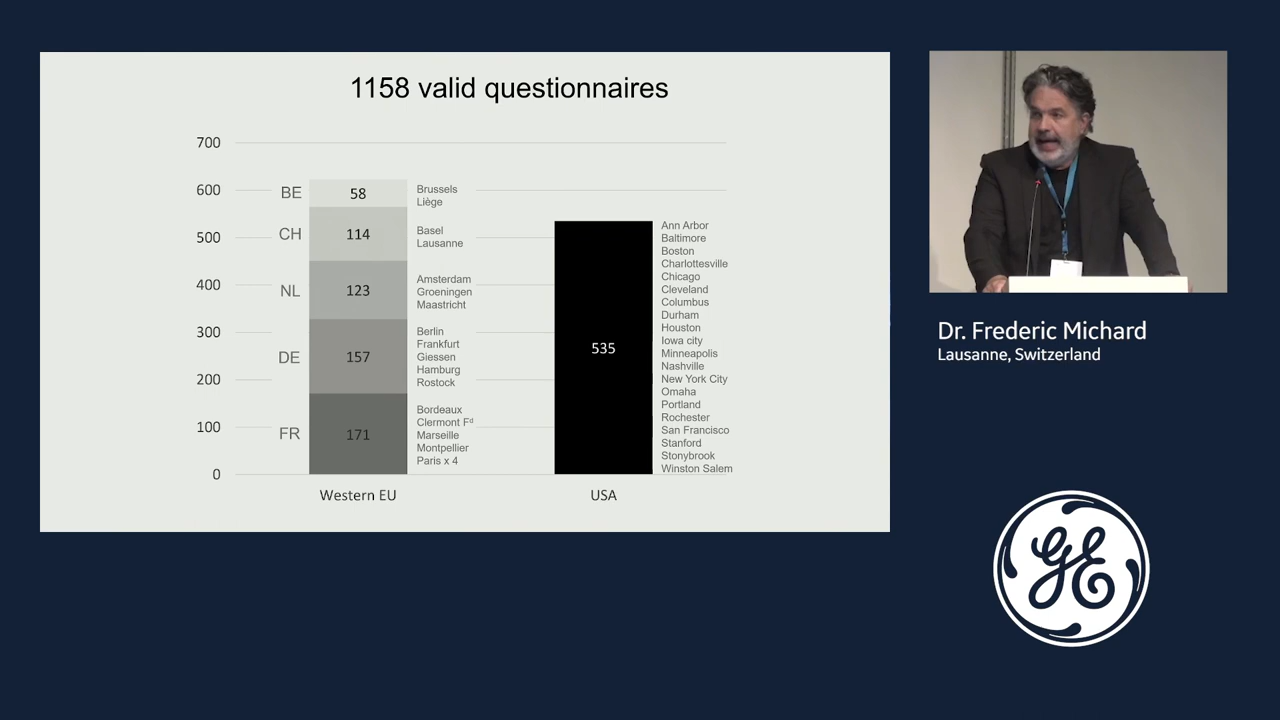 1158 valid questionnaires
700
600
500
400
300
200
100
0
BE
58
Brussels
Liège
CH
114
Basel
Lausanne
NL
123
Amsterdam
Groeningen
Maastricht
DE
157
Berlin
Frankfurt
Giessen
Hamburg
Rostock
FR
171
Bordeaux
Clermont Fᵈ
Marseille
Montpellier
Paris x 4
Western EU
535
Ann Arbor
Baltimore
Boston
Charlottesville
Chicago
Cleveland
Columbus
Durham
Houston
Iowa city
Minneapolis
Nashville
New York City
Omaha
Portland
Rochester
San Francisco
Stanford
Stonybrook
Winston Salem
USA
Dr. Frederic Michard
Lausanne, Switzerland
GE